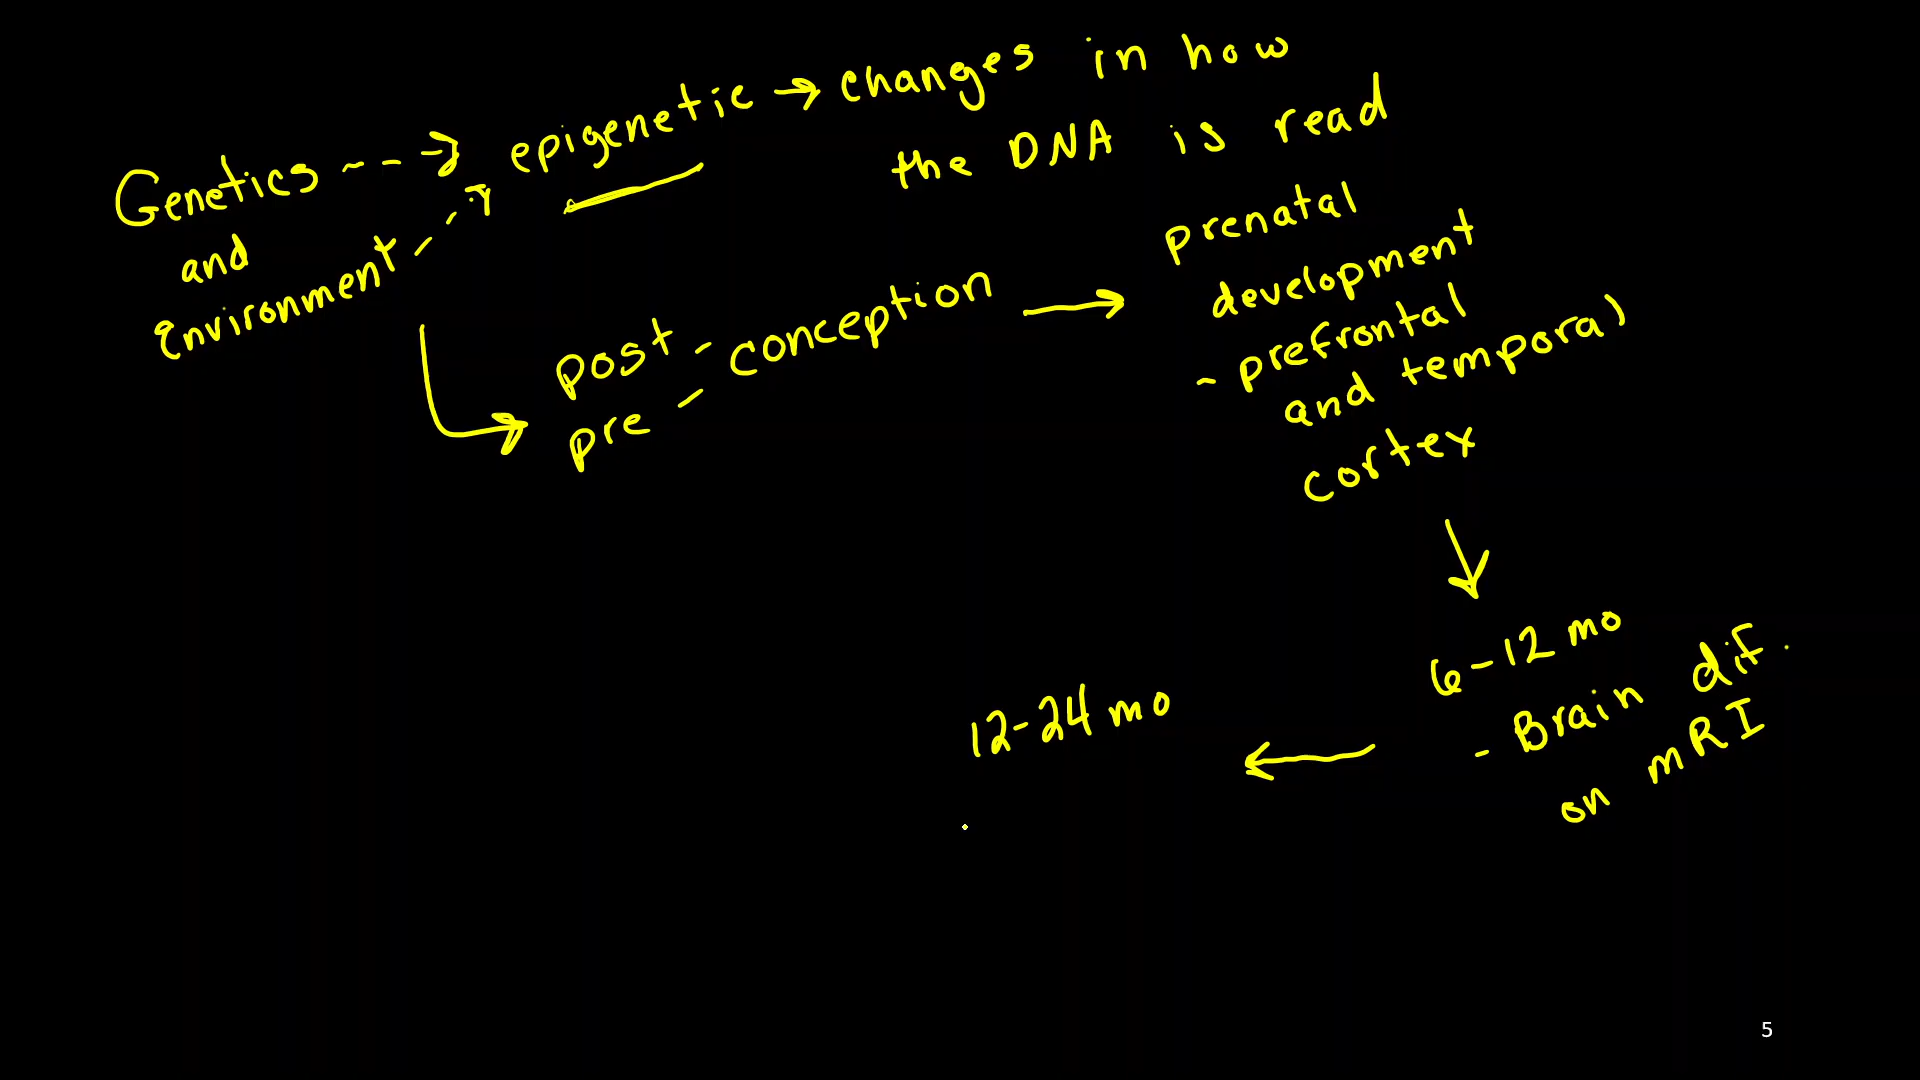 Genetics and Environment
epigenetic → changes in how
the DNA is read
post - conception
pre -
prenatal
development
- prefrontal
and temporal
cortex
6-12 mo
- Brain dif.
on MRI
12-24 mo
5